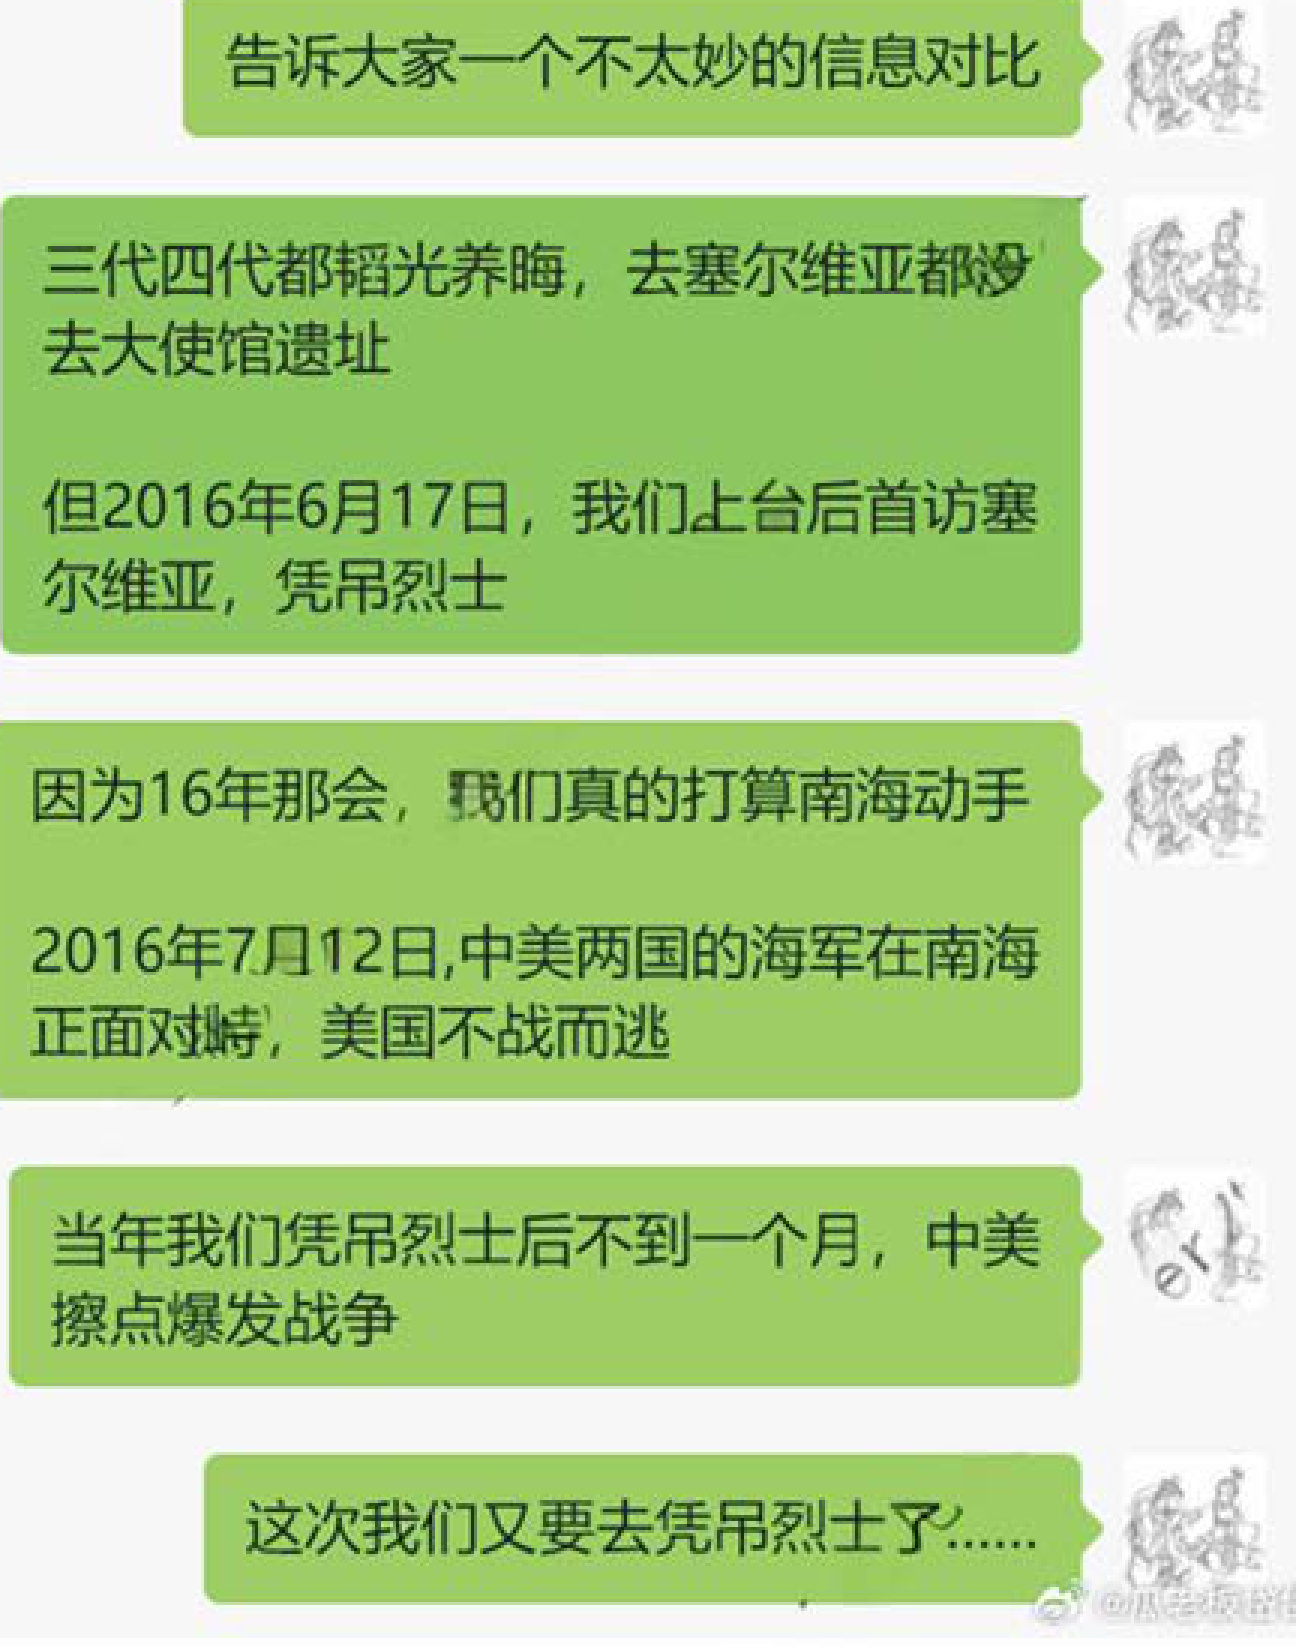 告诉大家一个不太妙的信息对比
三代四代都韬光养晦，去塞尔维亚都没
去大使馆遗址
但2016年6月17日，我们上台后首访塞
尔维亚，凭吊烈士
因为16年那会，我们真的打算南海动手
2016年7月12日,中美两国的海军在南海
正面对峙，美国不战而逃
当年我们凭吊烈士后不到一个月，中美
擦点爆发战争
这次我们又要去凭吊烈士了......